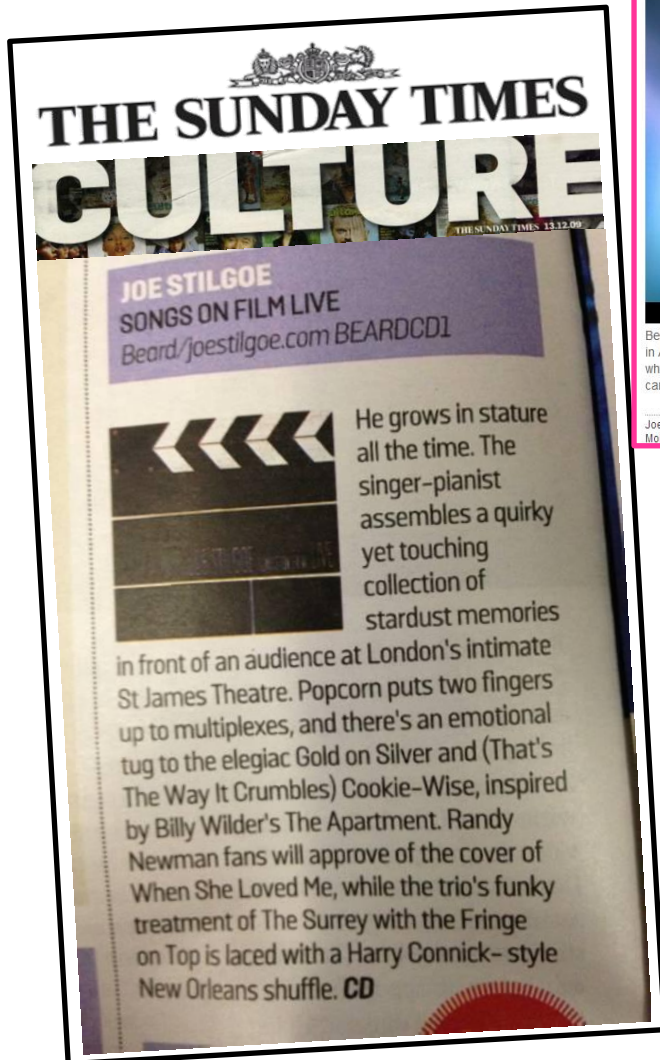 THE SUNDAY TIMES
CULTURE
THE SUNDAY TIMES 13.12.09
JOE STILGOE
SONGS ON FILM LIVE
Beard/joestilgoe.com BEARDCD1
He grows in stature
all the time. The
singer-pianist
assembles a quirky
yet touching
collection of
stardust memories
in front of an audience at London's intimate
St James Theatre. Popcorn puts two fingers
up to multiplexes, and there's an emotional
tug to the elegiac Gold on Silver and (That's
The Way It Crumbles) Cookie-Wise, inspired
by Billy Wilder's The Apartment. Randy
Newman fans will approve of the cover of
When She Loved Me, while the trio's funky
treatment of The Surrey with the Fringe
on Top is laced with a Harry Connick- style
New Orleans shuffle. CD
Be
in
wh
ca
Joe
Mo